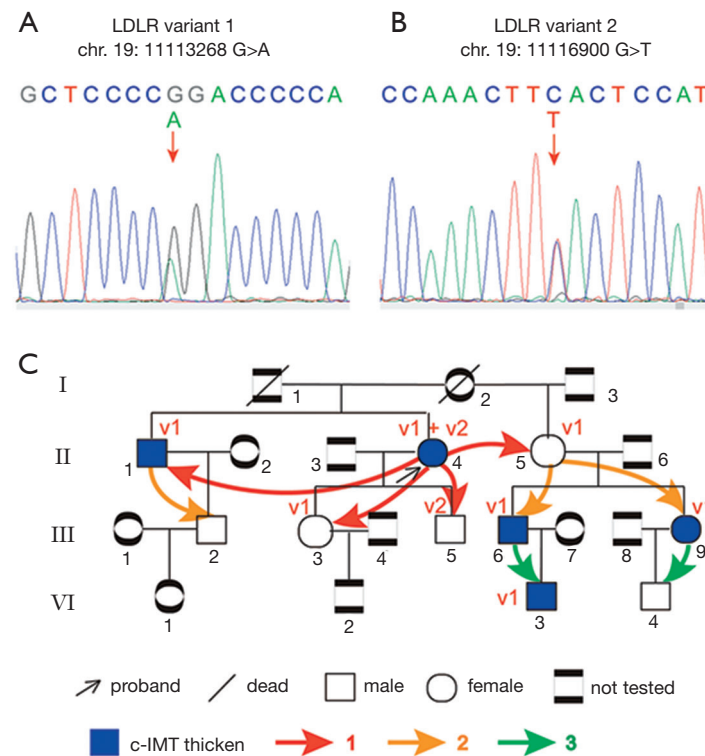 A
LDLR variant 1
chr. 19: 11113268 G>A
GCTCCCCGGACCCCCA
A
B
LDLR variant 2
chr. 19: 11116900 G>T
CCAAACTTCACTCCAT
T
C
I
1
2
3
II
v1
1
2
3
v1 + v2
4
v1
5
6
III
1
2
v1
3
4
v2
5
v1
6
7
8
v1
9
VI
1
2
v1
3
4
proband
dead
male
female
not tested
c-IMT thicken
1
2
3